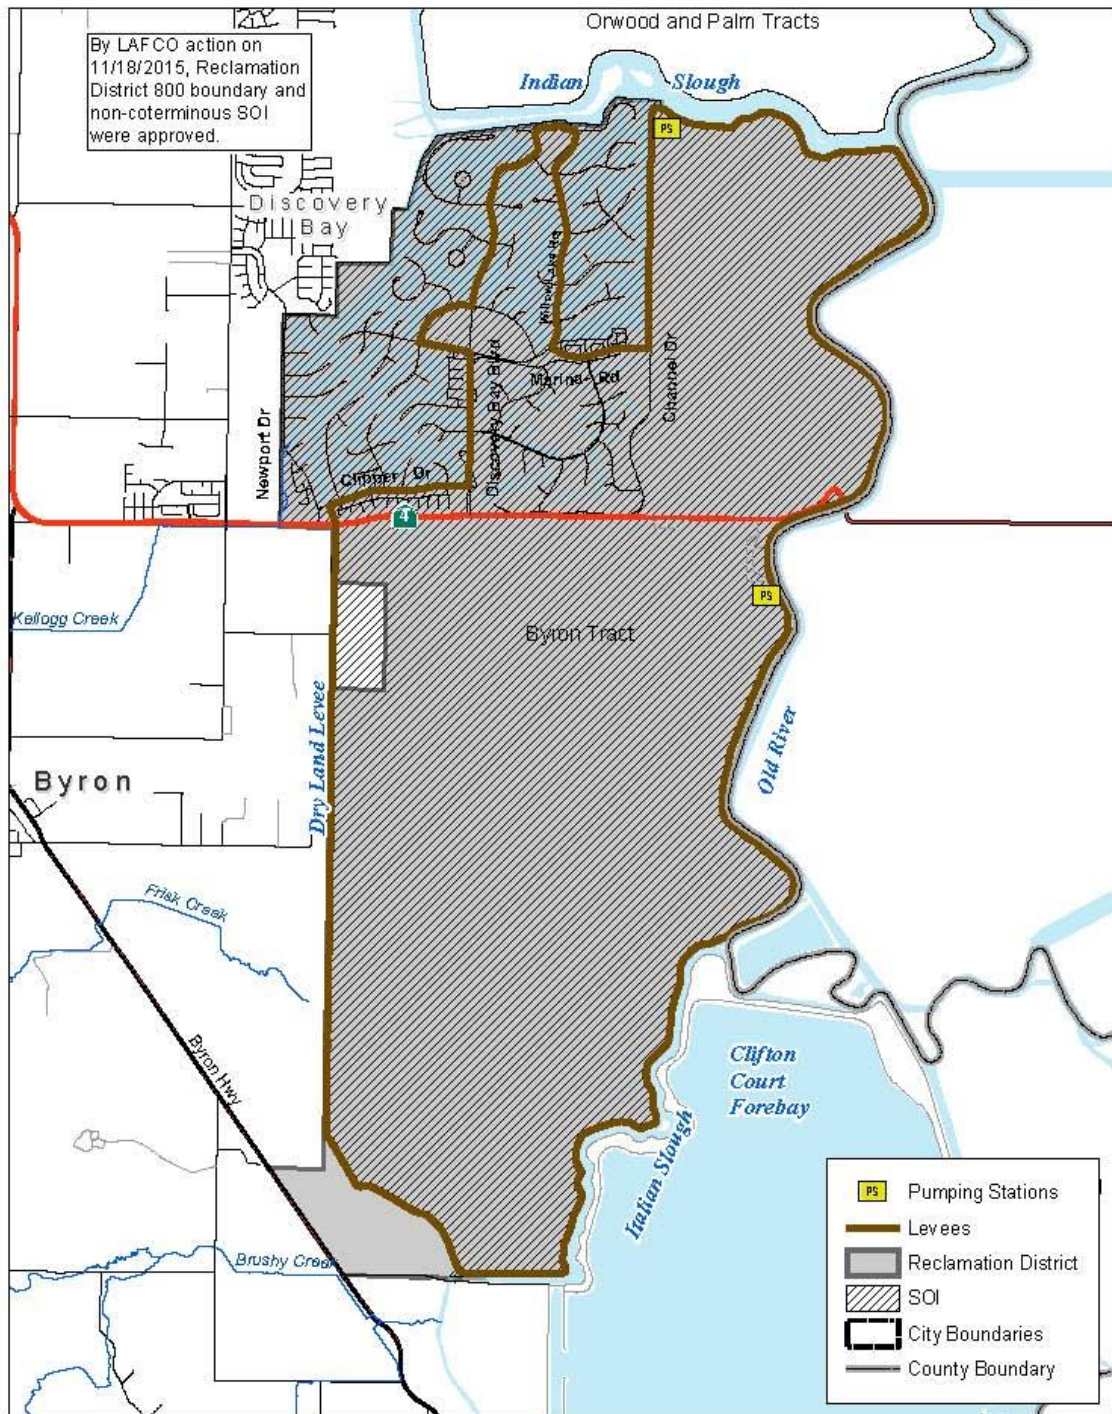 Orwood and Palm Tracts
By LAFCO action on
11/18/2015, Reclamation
District 800 boundary and
non-coterminous SOI
were approved.
Indian Slough
PS
Discovery
Bay
Willow Lake Rd
Channel Dr
Discovery Bay Blvd
Marina Rd
Newport Dr
Clipper Dr
4
PS
Kellogg Creek
Byron Tract
Dry Land Levee
Old River
Byron
Frisk Creek
Byron Hwy
Clifton
Court
Forebay
Italian Slough
Brushy Creek
PS Pumping Stations
Levees
Reclamation District
SOI
City Boundaries
County Boundary